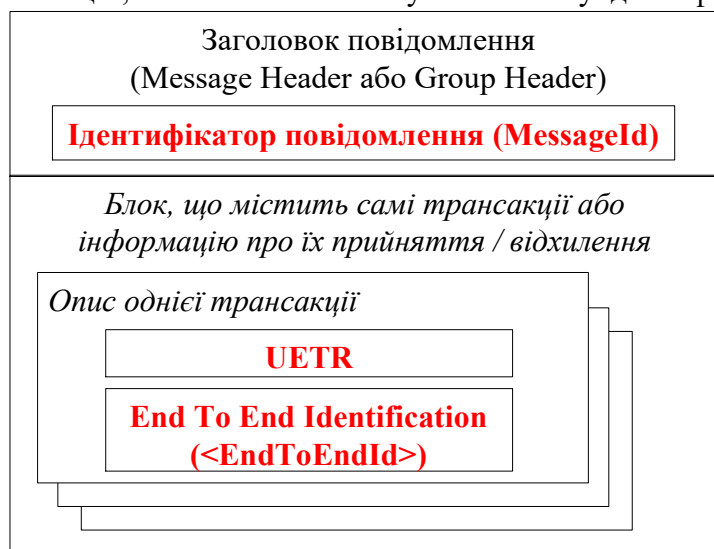 Заголовок повідомлення
(Message Header або Group Header)
Ідентифікатор повідомлення (MessageId)
Блок, що містить самі трансакції або
інформацію про їх прийняття / відхилення
Опис однієї трансакції
UETR
End To End Identification
(<EndToEndId>)